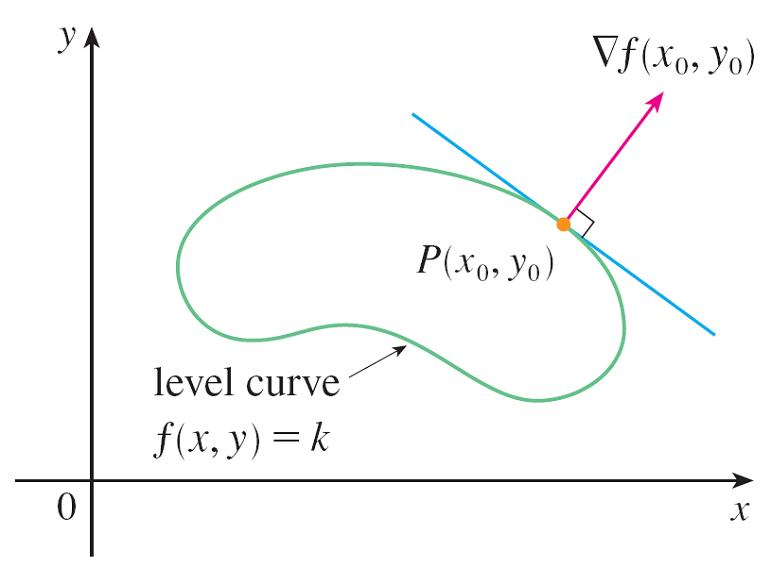 y
∇f(x₀, y₀)
P(x₀, y₀)
level curve
f(x, y) = k
0
x